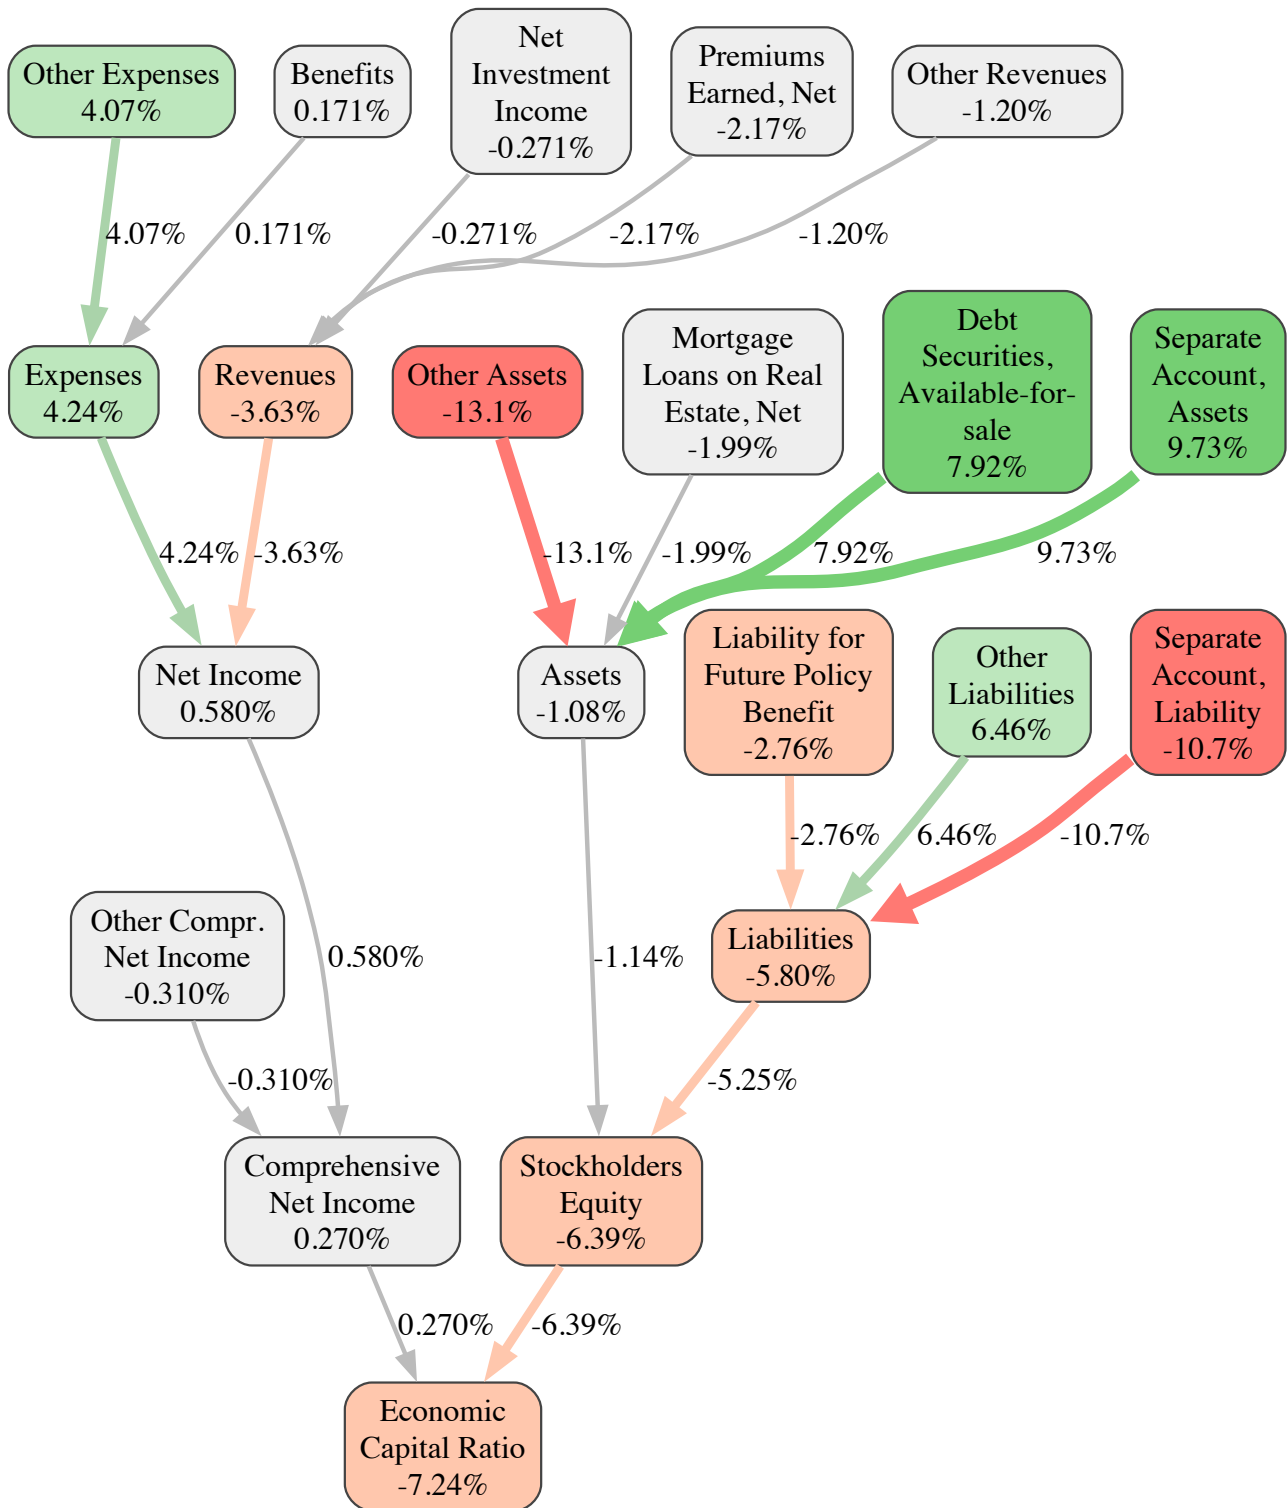 Other Expenses
4.07%
Benefits
0.171%
Net
Investment
Income
-0.271%
Premiums
Earned, Net
-2.17%
Other Revenues
-1.20%
4.07%
0.171%
-0.271%
-2.17%
-1.20%
Expenses
4.24%
Revenues
-3.63%
Other Assets
-13.1%
Mortgage
Loans on Real
Estate, Net
-1.99%
Debt
Securities,
Available-for-
sale
7.92%
Separate
Account,
Assets
9.73%
4.24%
-3.63%
-13.1%
-1.99%
7.92%
9.73%
Net Income
0.580%
Assets
-1.08%
Liability for
Future Policy
Benefit
-2.76%
Other
Liabilities
6.46%
Separate
Account,
Liability
-10.7%
-2.76%
6.46%
-10.7%
Other Compr.
Net Income
-0.310%
0.580%
-1.14%
Liabilities
-5.80%
-0.310%
-5.25%
Comprehensive
Net Income
0.270%
Stockholders
Equity
-6.39%
0.270%
-6.39%
Economic
Capital Ratio
-7.24%